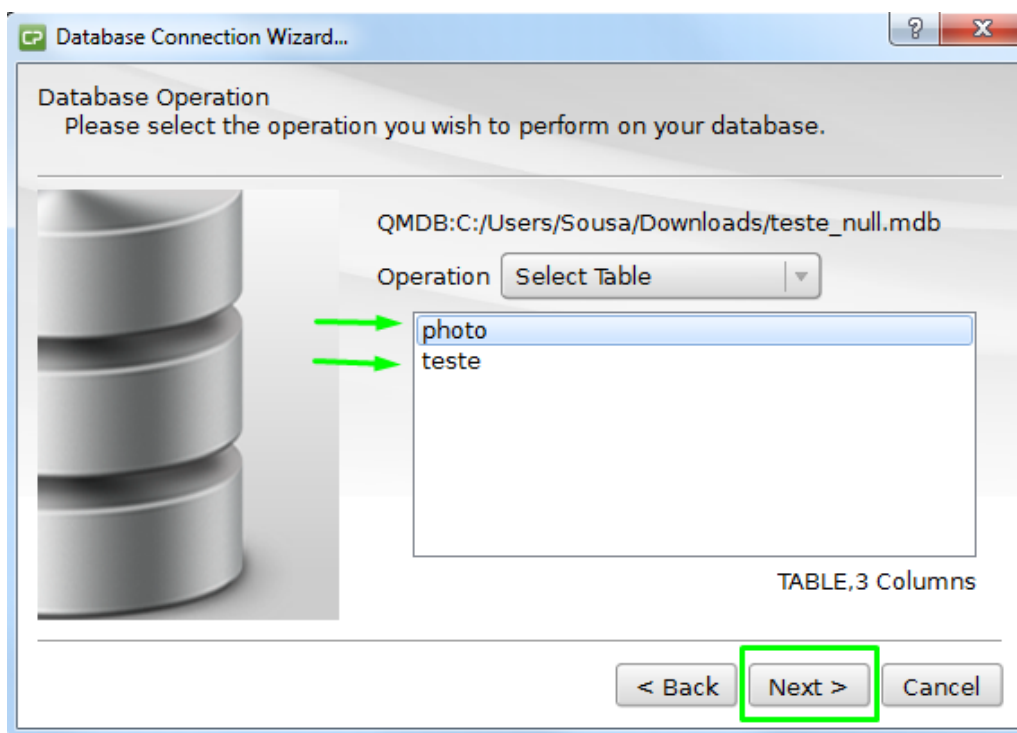 CP Database Connection Wizard...
? X
Database Operation
Please select the operation you wish to perform on your database.
QMDB:C:/Users/Sousa/Downloads/teste_null.mdb
Operation Select Table
photo
teste
TABLE,3 Columns
< Back Next > Cancel